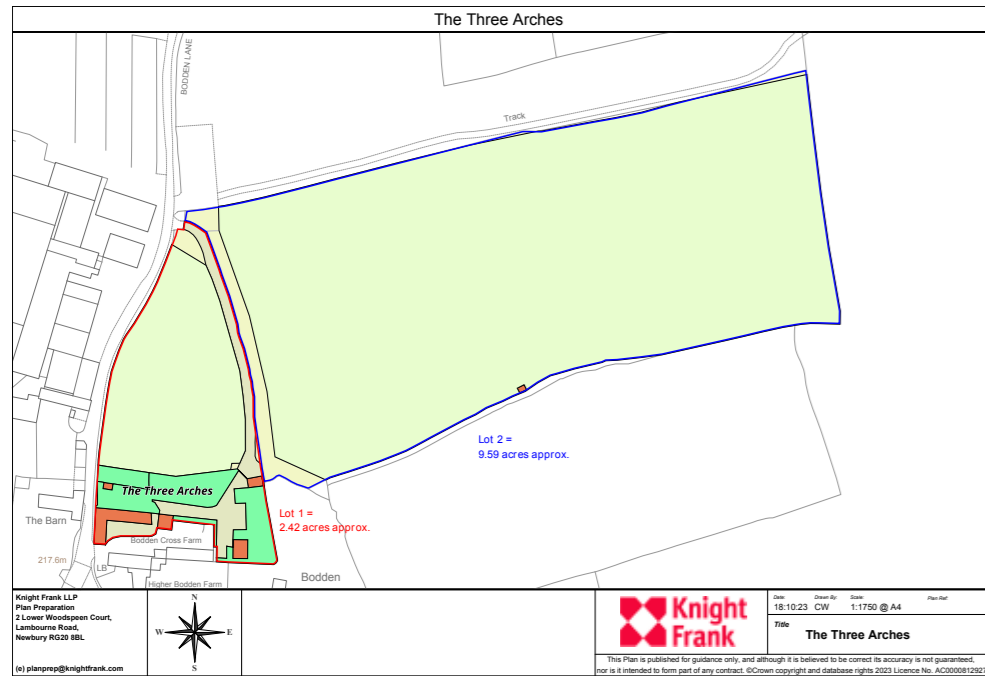 The Three Arches
BODDEN LANE
Track
Lot 2 =
9.59 acres approx.
The Three Arches
Lot 1 =
2.42 acres approx.
The Barn
Bodden Cross Farm
217.6m
LB
Higher Bodden Farm
Bodden
Knight Frank LLP
Plan Preparation
2 Lower Woodspeen Court,
Lambourne Road,
Newbury RG20 8BL
(e) planprep@knightfrank.com
N
W E
S
Knight
Frank
Date: Drawn By: Scale: Plan Ref:
18:10:23 CW 1:1750 @ A4
Title
The Three Arches
This Plan is published for guidance only, and although it is believed to be correct its accuracy is not guaranteed,
nor is it intended to form part of any contract. ©Crown copyright and database rights 2023 Licence No. AC0000812927